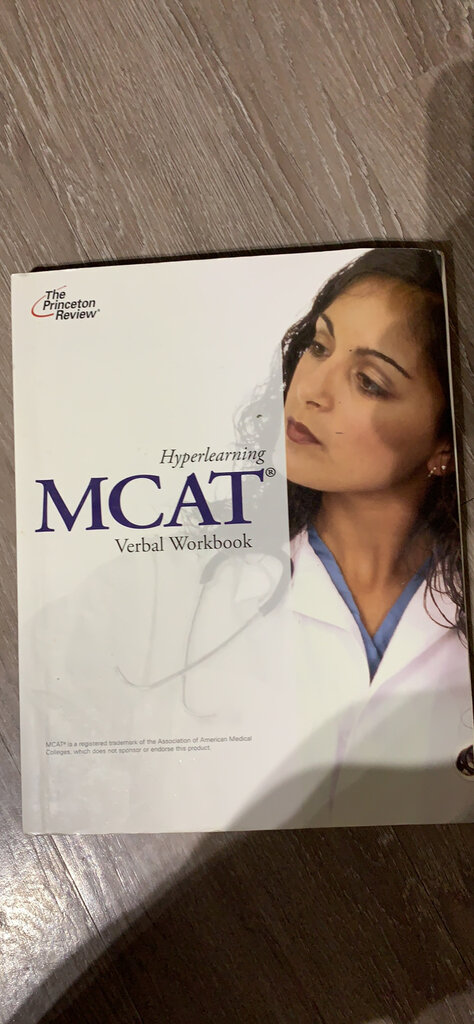 The
Princeton
Review®
Hyperlearning
MCAT®
Verbal Workbook
MCAT® is a registered trademark of the Association of American Medical
Colleges, which does not sponsor or endorse this product.